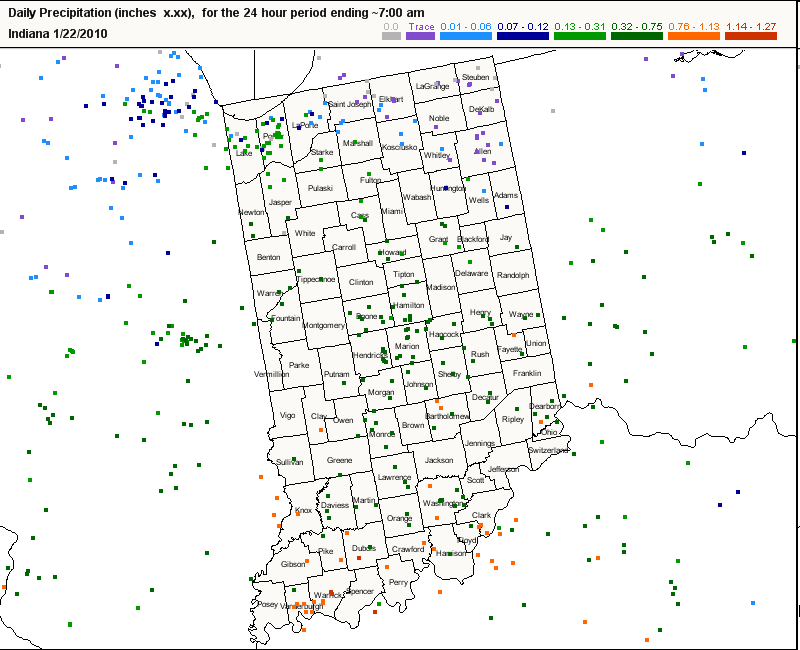 Daily Precipitation (inches x.xx), for the 24 hour period ending ~7:00 am
Indiana 1/22/2010
0.0 Trace 0.01 - 0.06 0.07 - 0.12 0.13 - 0.31 0.32 - 0.75 0.76 - 1.13 1.14 - 1.27
Steuben
LaGrange
Elkhart
Saint Joseph
LaPorte
DeKalb
Noble
Lake
Starke
Marshall
Kosciusko
Whitley
Allen
Pulaski
Fulton
Huntington
Wabash
Wells
Adams
Jasper
Newton
Cass
Miami
White
Grant
Blackford
Jay
Carroll
Howard
Benton
Tippecanoe
Clinton
Tipton
Delaware
Randolph
Madison
Warren
Hamilton
Fountain
Boone
Henry
Wayne
Montgomery
Hancock
Marion
Hendricks
Rush
Fayette
Union
Parke
Vermillion
Putnam
Shelby
Franklin
Johnson
Morgan
Decatur
Dearborn
Vigo
Clay
Owen
Bartholomew
Ripley
Brown
Monroe
Ohio
Jennings
Switzerland
Sullivan
Greene
Jackson
Jefferson
Lawrence
Scott
Martin
Daviess
Knox
Washington
Clark
Orange
Floyd
Pike
Dubois
Crawford
Harrison
Gibson
Perry
Warrick
Spencer
Posey
Vanderburgh